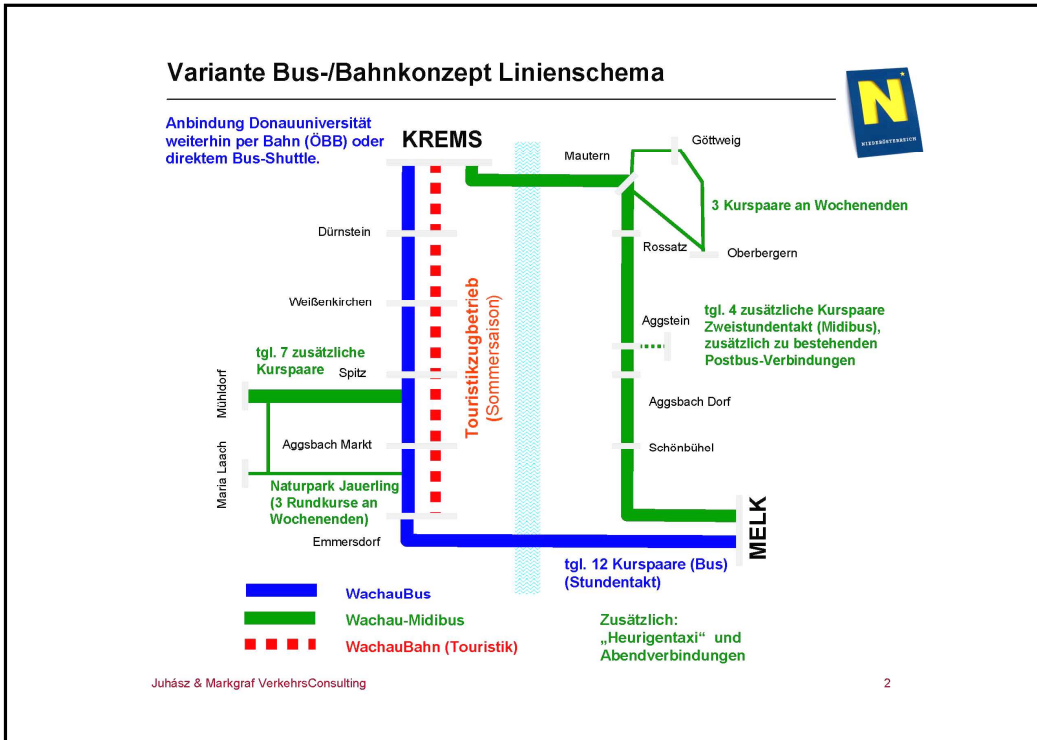 Variante Bus-/Bahnkonzept Linienschema
N
NIEDERÖSTERREICH
Anbindung Donauuniversität
weiterhin per Bahn (ÖBB) oder
direktem Bus-Shuttle.
KREMS
Mautern
Göttweig
3 Kurspaare an Wochenenden
Dürnstein
Rossatz
Oberbergern
Weißenkirchen
Touristikzugbetrieb
(Sommersaison)
Aggstein
tgl. 4 zusätzliche Kurspaare
Zweistundentakt (Midibus),
zusätzlich zu bestehenden
Postbus-Verbindungen
tgl. 7 zusätzliche
Kurspaare
Spitz
Mühldorf
Aggsbach Dorf
Aggsbach Markt
Schönbühel
Maria Laach
Naturpark Jauerling
(3 Rundkurse an
Wochenenden)
Emmersdorf
MELK
tgl. 12 Kurspaare (Bus)
(Stundentakt)
WachauBus
Wachau-Midibus
WachauBahn (Touristik)
Zusätzlich:
„Heurigentaxi“ und
Abendverbindungen
Juhász & Markgraf VerkehrsConsulting
2